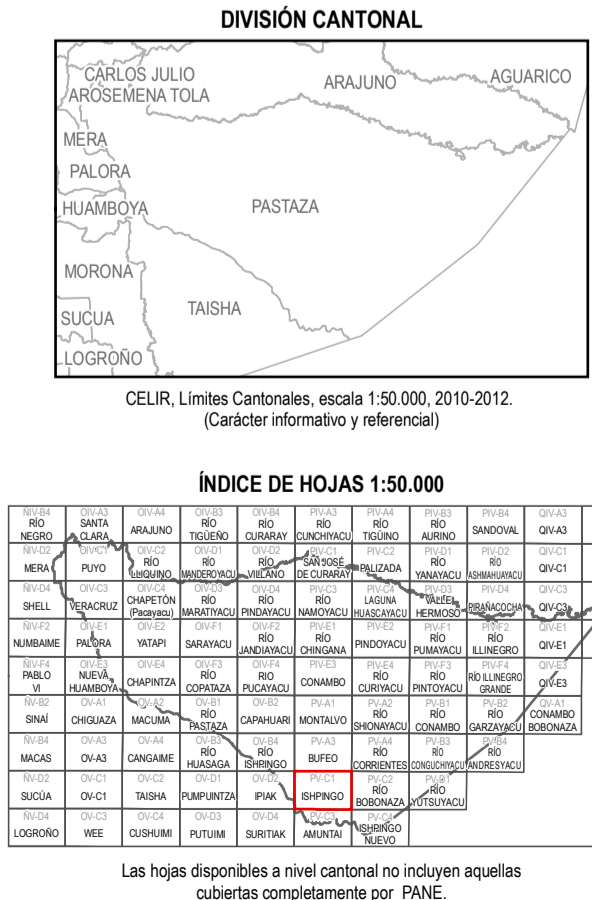 DIVISIÓN CANTONAL
CARLOS JULIO
AROSEMENA TOLA
ARAJUNO
AGUARICO
MERA
PALORA
HUAMBOYA
PASTAZA
MORONA
TAISHA
SUCUA
LOGROÑO
CELIR, Límites Cantonales, escala 1:50.000, 2010-2012.
(Carácter informativo y referencial)
ÍNDICE DE HOJAS 1:50.000
ÑIV-B4 OIV-A3 OIV-A4 OIV-B3 OIV-B4 PIV-A3 PIV-A4 PIV-B3 PIV-B4 QIV-A3
RÍO NEGRO SANTA CLARA ARAJUNO RÍO TIGÜEÑO RÍO CURARAY RÍO CUNCHIYACU RÍO TIGÜINO RÍO AURINO SANDOVAL QIV-A3
ÑIV-D2 OIV-C1 OIV-C2 OIV-D1 OIV-D2 PIV-C1 PIV-C2 PIV-D1 PIV-D2 QIV-C1
MERA PUYO RÍO LLIQUINO RÍO MANDEROYACU RÍO VILLANO SAN JOSÉ DE CURARAY PALIZADA RÍO YANAYACU RÍO ASHMAHUAYACU QIV-C1
ÑIV-D4 OIV-C3 OIV-C4 OIV-D3 OIV-D4 PIV-C3 PIV-C4 PIV-D3 PIV-D4 QIV-C3
SHELL VERACRUZ CHAPETÓN (Pacayacu) RÍO MARATIYACU RÍO PINDAYACU RÍO NAMOYACU LAGUNA HUASCAYACU VALLE HERMOSO PIRAÑACOCHA QIV-C3
ÑIV-F2 OIV-E1 OIV-E2 OIV-F1 OIV-F2 PIV-E1 PIV-E2 PIV-F1 PIV-F2 QIV-E1
NUMBAIME PALORA YATAPI SARAYACU RÍO JANDIAYACU RÍO CHINGANA PINDOYACU RÍO PUMAYACU RÍO ILLINEGRO QIV-E1
ÑIV-F4 OIV-E3 OIV-E4 OIV-F3 OIV-F4 PIV-E3 PIV-E4 PIV-F3 PIV-F4 QIV-E3
PABLO VI NUEVA HUAMBOYA CHAPINTZA RÍO COPATAZA RÍO PUCAYACU CONAMBO RÍO CURIYACU RÍO PINTOYACU RÍO ILLINEGRO GRANDE QIV-E3
ÑV-B2 OV-A1 OV-A2 OV-B1 OV-B2 PV-A1 PV-A2 PV-B1 PV-B2 QV-A1
SINAÍ CHIGUAZA MACUMA RÍO PASTAZA CAPAHUARI MONTALVO RÍO SHIONAYACU RÍO CONAMBO RÍO GARZAYACU CONAMBO BOBONAZA
ÑV-B4 OV-A3 OV-A4 OV-B3 OV-B4 PV-A3 PV-A4 PV-B3 PV-B4
MACAS OV-A3 CANGAIME RÍO HUASAGA RÍO ISHPINGO BUFEO RÍO CORRIENTES RÍO CONGUCHIYACU RÍO ANDRESYACU
ÑV-D2 OV-C1 OV-C2 OV-D1 OV-D2 PV-C1 PV-C2 PV-D1
SUCÚA OV-C1 TAISHA PUMPUINTZA IPIAK ISHPINGO RÍO BOBONAZA RÍO YUTSUYACU
ÑV-D4 OV-C3 OV-C4 OV-D3 OV-D4 PV-C3 PV-C4
LOGROÑO WEE CUSHUIMI PUTUIMI SURITIAK AMUNTAI ISHPINGO NUEVO
Las hojas disponibles a nivel cantonal no incluyen aquellas
cubiertas completamente por PANE.